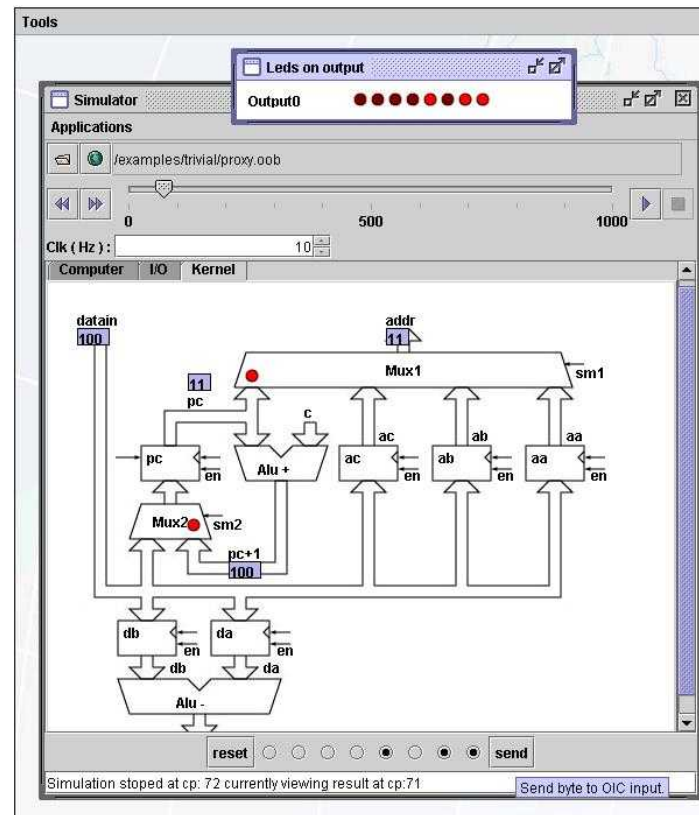 Tools
Leds on output
Output0
Simulator
Applications
/examples/trivial/proxy.oob
0 500 1000
Clk ( Hz ) : 10
Computer I/O Kernel
datain
100
addr
11
Mux1
sm1
11
pc
c
ac ab aa
pc
en
Alu +
ac
en
ab
en
aa
en
Mux2
sm2
pc+1
100
db
en
da
en
db
da
Alu -
reset send
Simulation stoped at cp: 72 currently viewing result at cp:71
Send byte to OIC input.